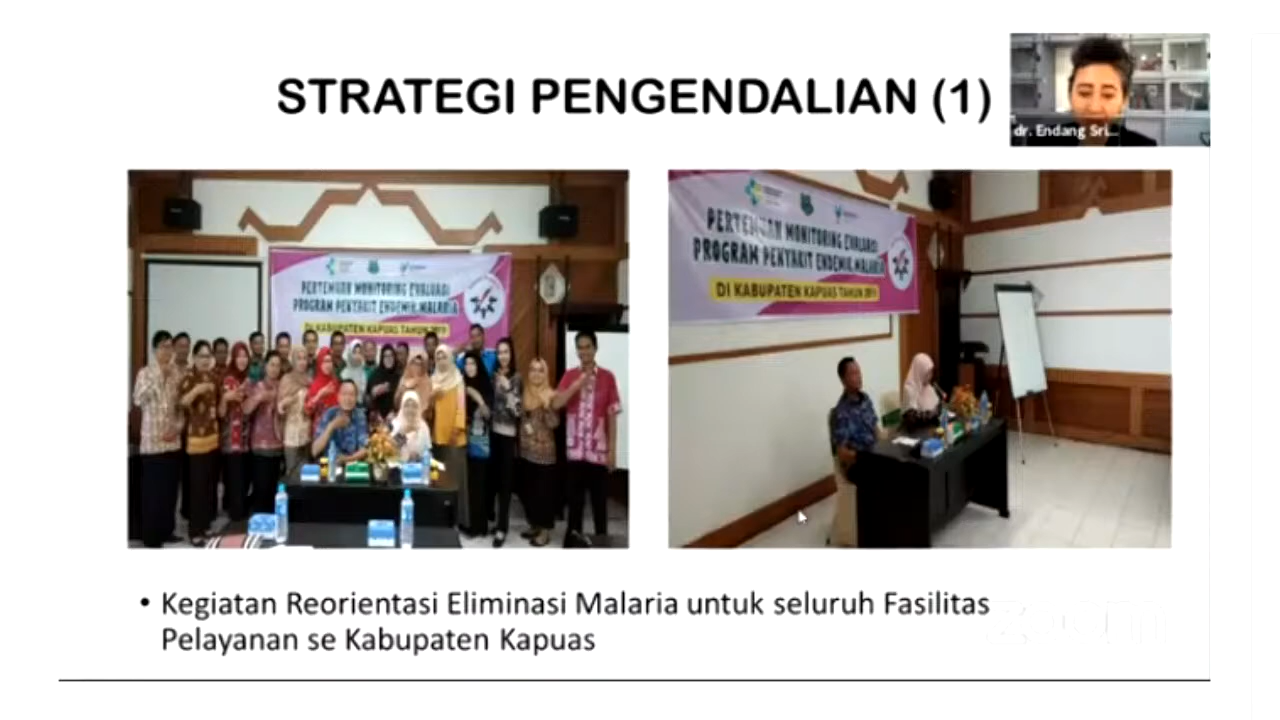 STRATEGI PENGENDALIAN (1)
dr. Endang Sri...
PERTEMUAN MONITORING EVALUASI
PROGRAM PENYAKIT ENDEMIK MALARIA
DI KABUPATEN KAPUAS TAHUN 2019
PERTEMUAN MONITORING EVALUASI
PROGRAM PENYAKIT ENDEMIK MALARIA
DI KABUPATEN KAPUAS TAHUN 2019
• Kegiatan Reorientasi Eliminasi Malaria untuk seluruh Fasilitas
Pelayanan se Kabupaten Kapuas
zoom